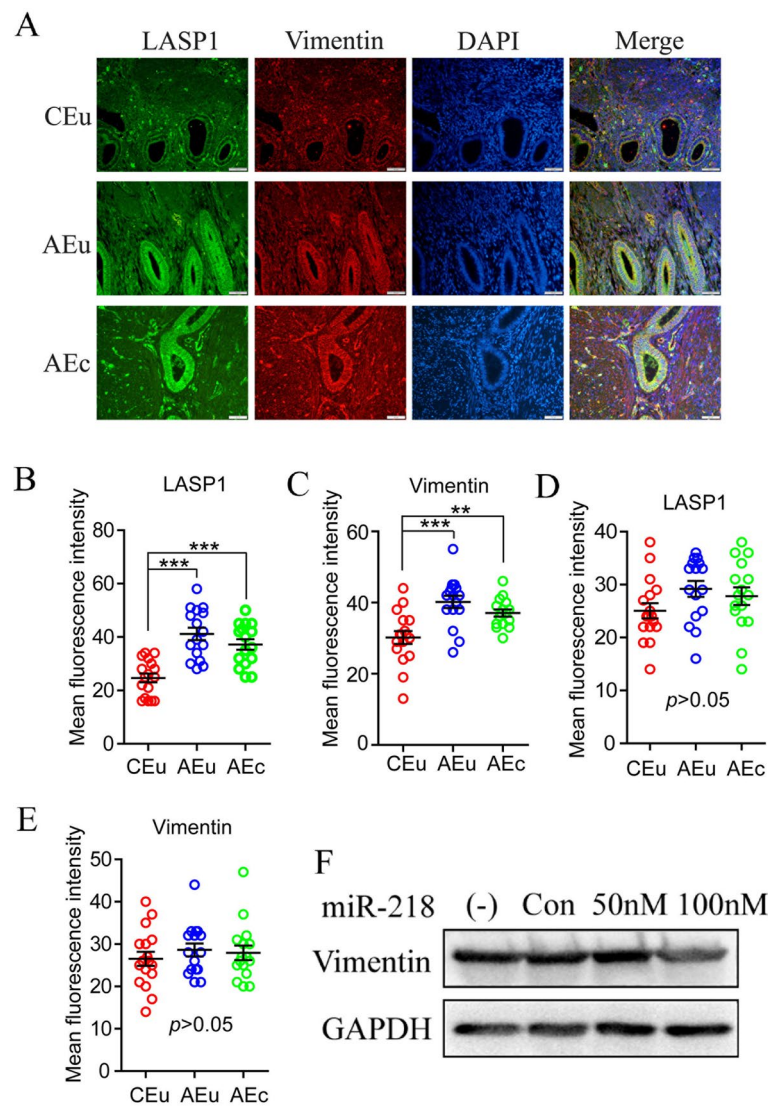 A
LASP1 Vimentin DAPI Merge
CEu
AEu
AEc
B
LASP1
Mean fluorescence intensity
80
60
40
20
0
***
***
CEu AEu AEc
C
Vimentin
Mean fluorescence intensity
60
40
20
0
**
***
CEu AEu AEc
D
LASP1
Mean fluorescence intensity
40
30
20
10
0
p>0.05
CEu AEu AEc
E
Vimentin
Mean fluorescence intensity
50
40
30
20
10
0
p>0.05
CEu AEu AEc
F
miR-218 (-) Con 50nM 100nM
Vimentin
GAPDH